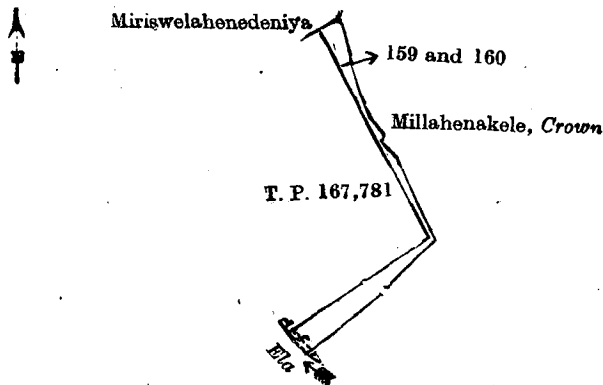 Miriswelahenedeniya
159 and 160
Millahenakele, Crown
T. P. 167,781
Ela